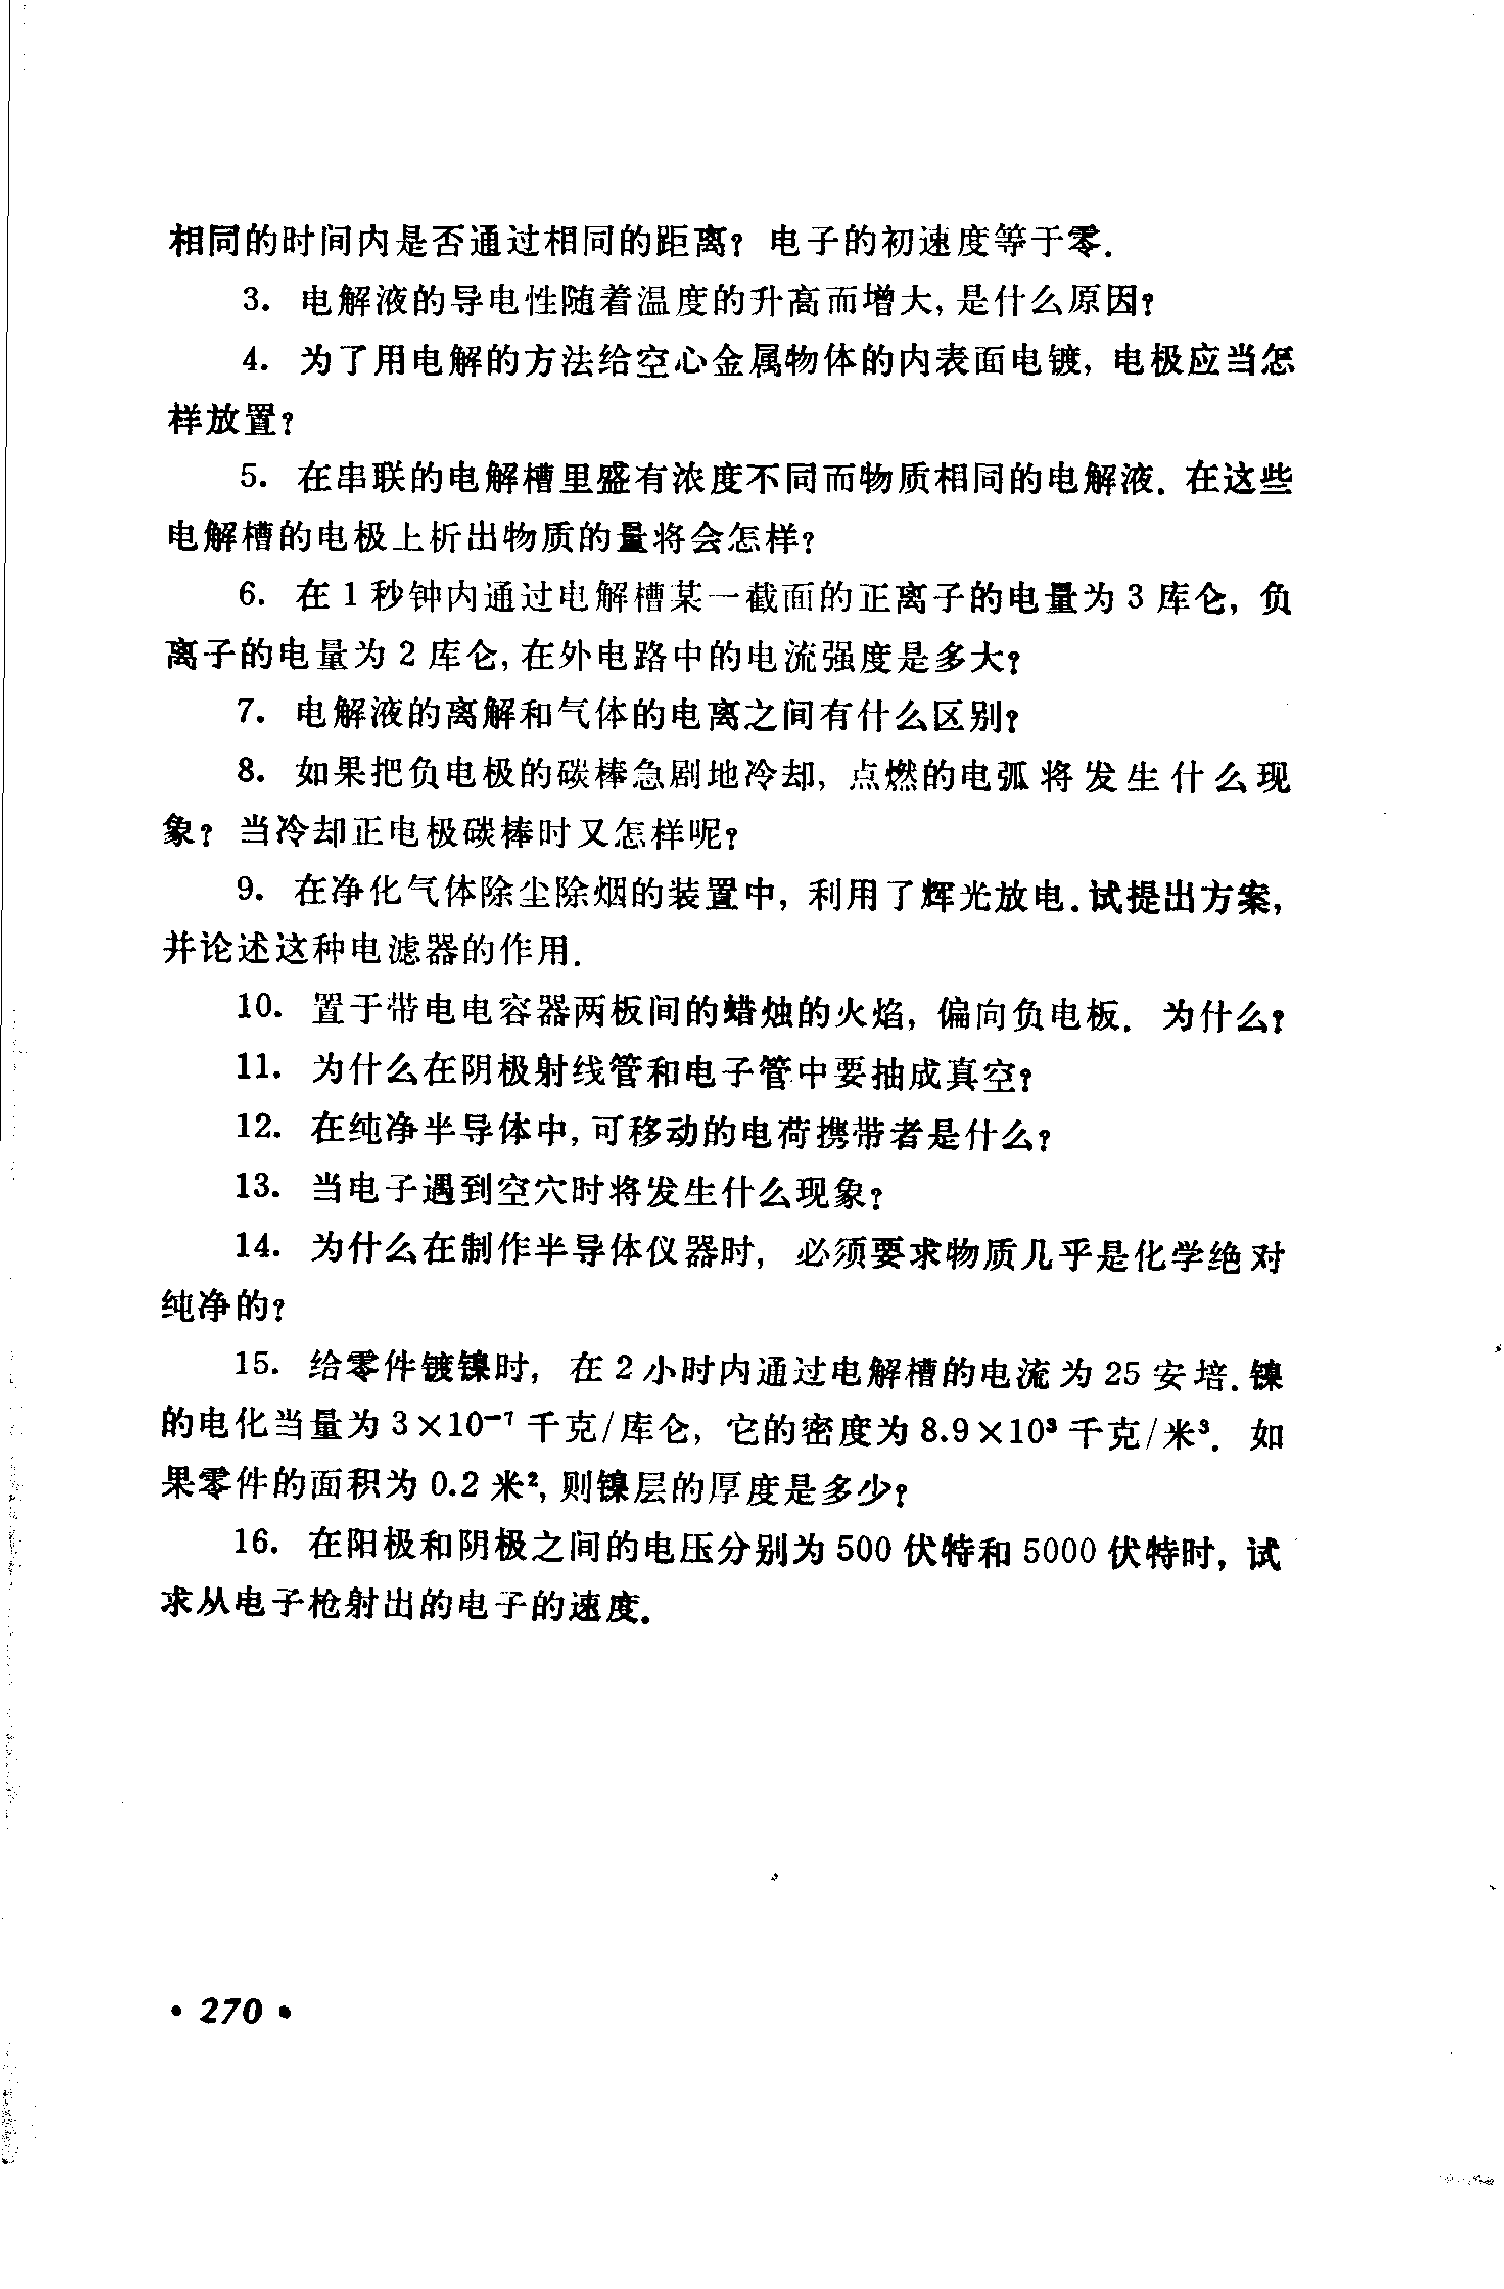 相同的时间内是否通过相同的距离? 电子的初速度等于零.
3. 电解液的导电性随着温度的升高而增大, 是什么原因?
4. 为了用电解的方法给空心金属物体的内表面电镀, 电极应当怎
样放置?
5. 在串联的电解槽里盛有浓度不同而物质相同的电解液. 在这些
电解槽的电极上析出物质的量将会怎样?
6. 在 1 秒钟内通过电解槽某一截面的正离子的电量为 3 库仑, 负
离子的电量为 2 库仑, 在外电路中的电流强度是多大?
7. 电解液的离解和气体的电离之间有什么区别?
8. 如果把负电极的碳棒急剧地冷却, 点燃的电弧将发生什么现
象? 当冷却正电极碳棒时又怎样呢?
9. 在净化气体除尘除烟的装置中, 利用了辉光放电. 试提出方案,
并论述这种电滤器的作用.
10. 置于带电电容器两板间的蜡烛的火焰, 偏向负电板. 为什么?
11. 为什么在阴极射线管和电子管中要抽成真空?
12. 在纯净半导体中, 可移动的电荷携带者是什么?
13. 当电子遇到空穴时将发生什么现象?
14. 为什么在制作半导体仪器时, 必须要求物质几乎是化学绝对
纯净的?
15. 给零件镀镍时, 在 2 小时内通过电解槽的电流为 25 安培. 镍
的电化当量为 3×10⁻⁷ 千克/库仑, 它的密度为 8.9×10³ 千克/米³. 如
果零件的面积为 0.2 米², 则镍层的厚度是多少?
16. 在阳极和阴极之间的电压分别为 500 伏特和 5000 伏特时, 试
求从电子枪射出的电子的速度.
• 270 •